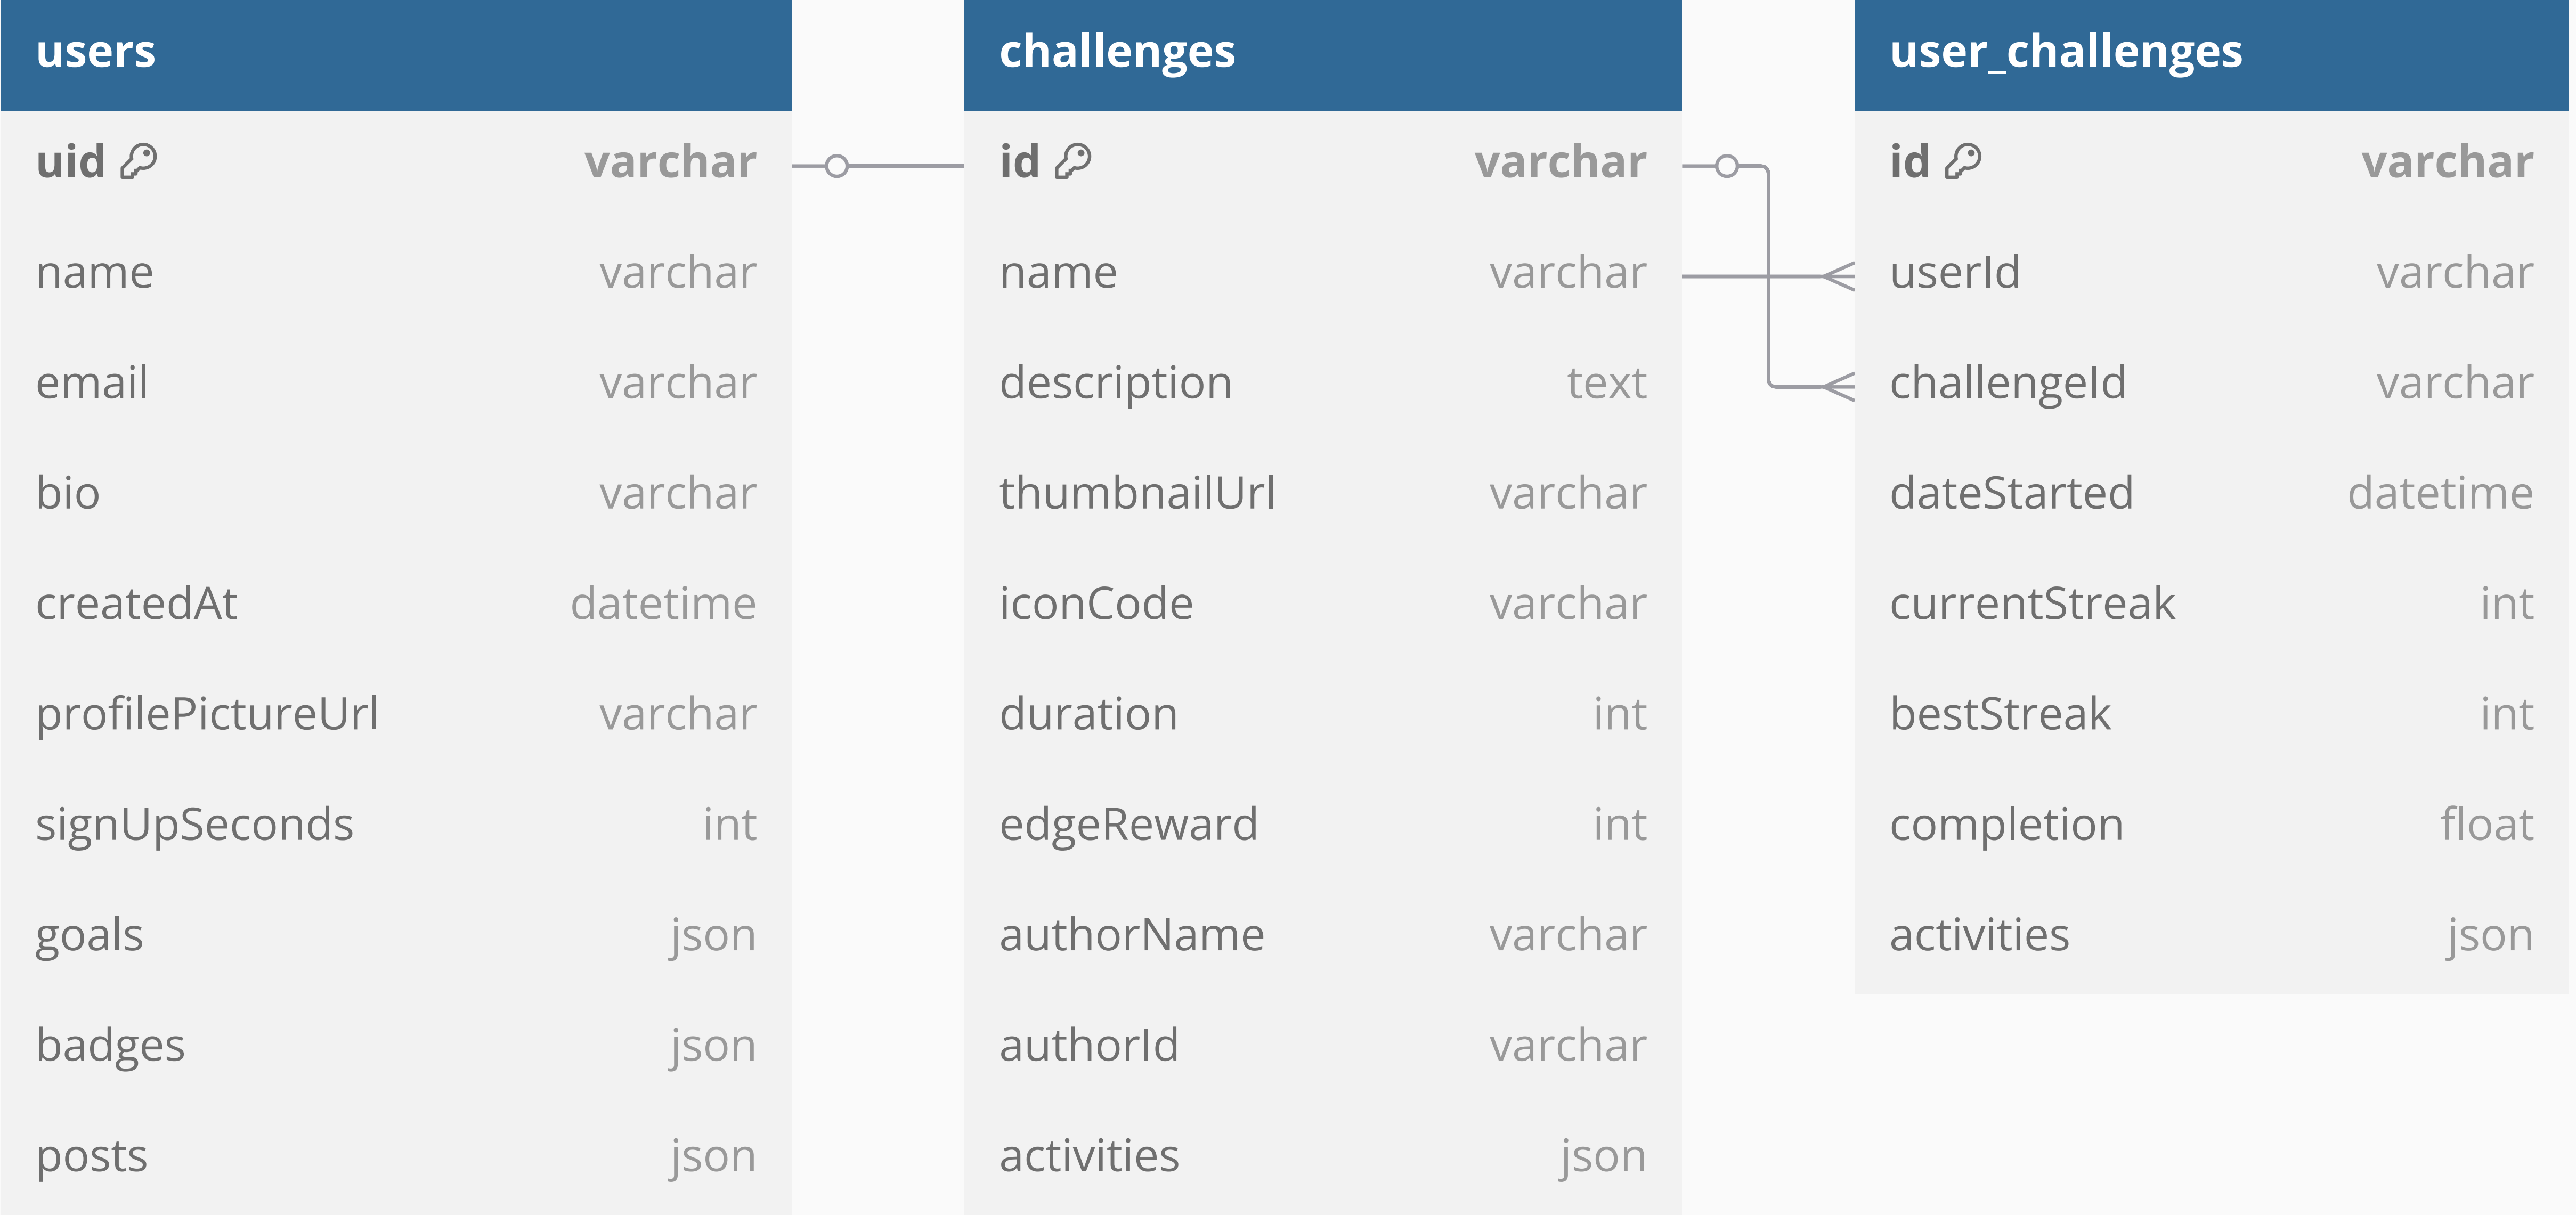 users
uid varchar
name varchar
email varchar
bio varchar
createdAt datetime
profilePictureUrl varchar
signUpSeconds int
goals json
badges json
posts json
challenges
id varchar
name varchar
description text
thumbnailUrl varchar
iconCode varchar
duration int
edgeReward int
authorName varchar
authorId varchar
activities json
user_challenges
id varchar
userId varchar
challengeId varchar
dateStarted datetime
currentStreak int
bestStreak int
completion float
activities json